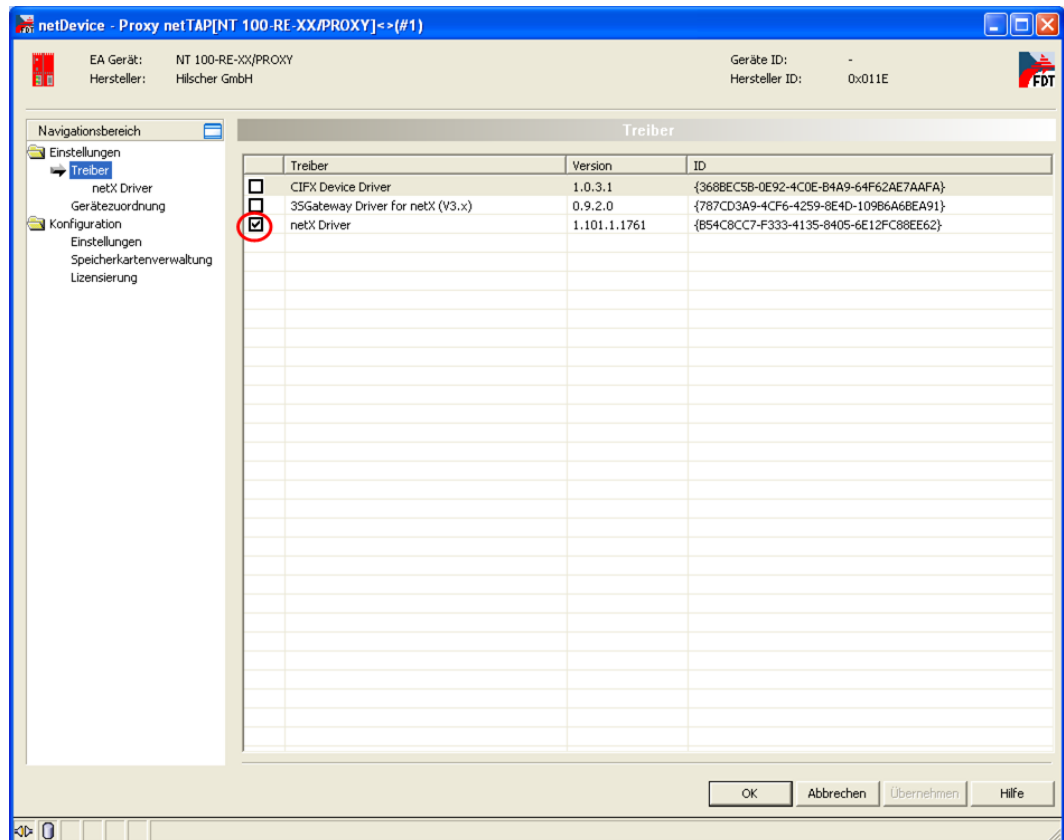 netDevice - Proxy netTAP[NT 100-RE-XX/PROXY]<>(#1)
EA Gerät: NT 100-RE-XX/PROXY Geräte ID: -
Hersteller: Hilscher GmbH Hersteller ID: 0x011E
FDT
Navigationsbereich
Einstellungen
Treiber
netX Driver
Gerätezuordnung
Konfiguration
Einstellungen
Speicherkartenverwaltung
Lizensierung
Treiber
Treiber Version ID
CIFX Device Driver 1.0.3.1 {368BEC5B-0E92-4C0E-B4A9-64F62AE7AAFA}
3SGateway Driver for netX (V3.x) 0.9.2.0 {787CD3A9-4CF6-4259-8E4D-109B6A6BEA91}
netX Driver 1.101.1.1761 {B54C8CC7-F333-4135-8405-6E12FC88EE62}
OK Abbrechen Übernehmen Hilfe